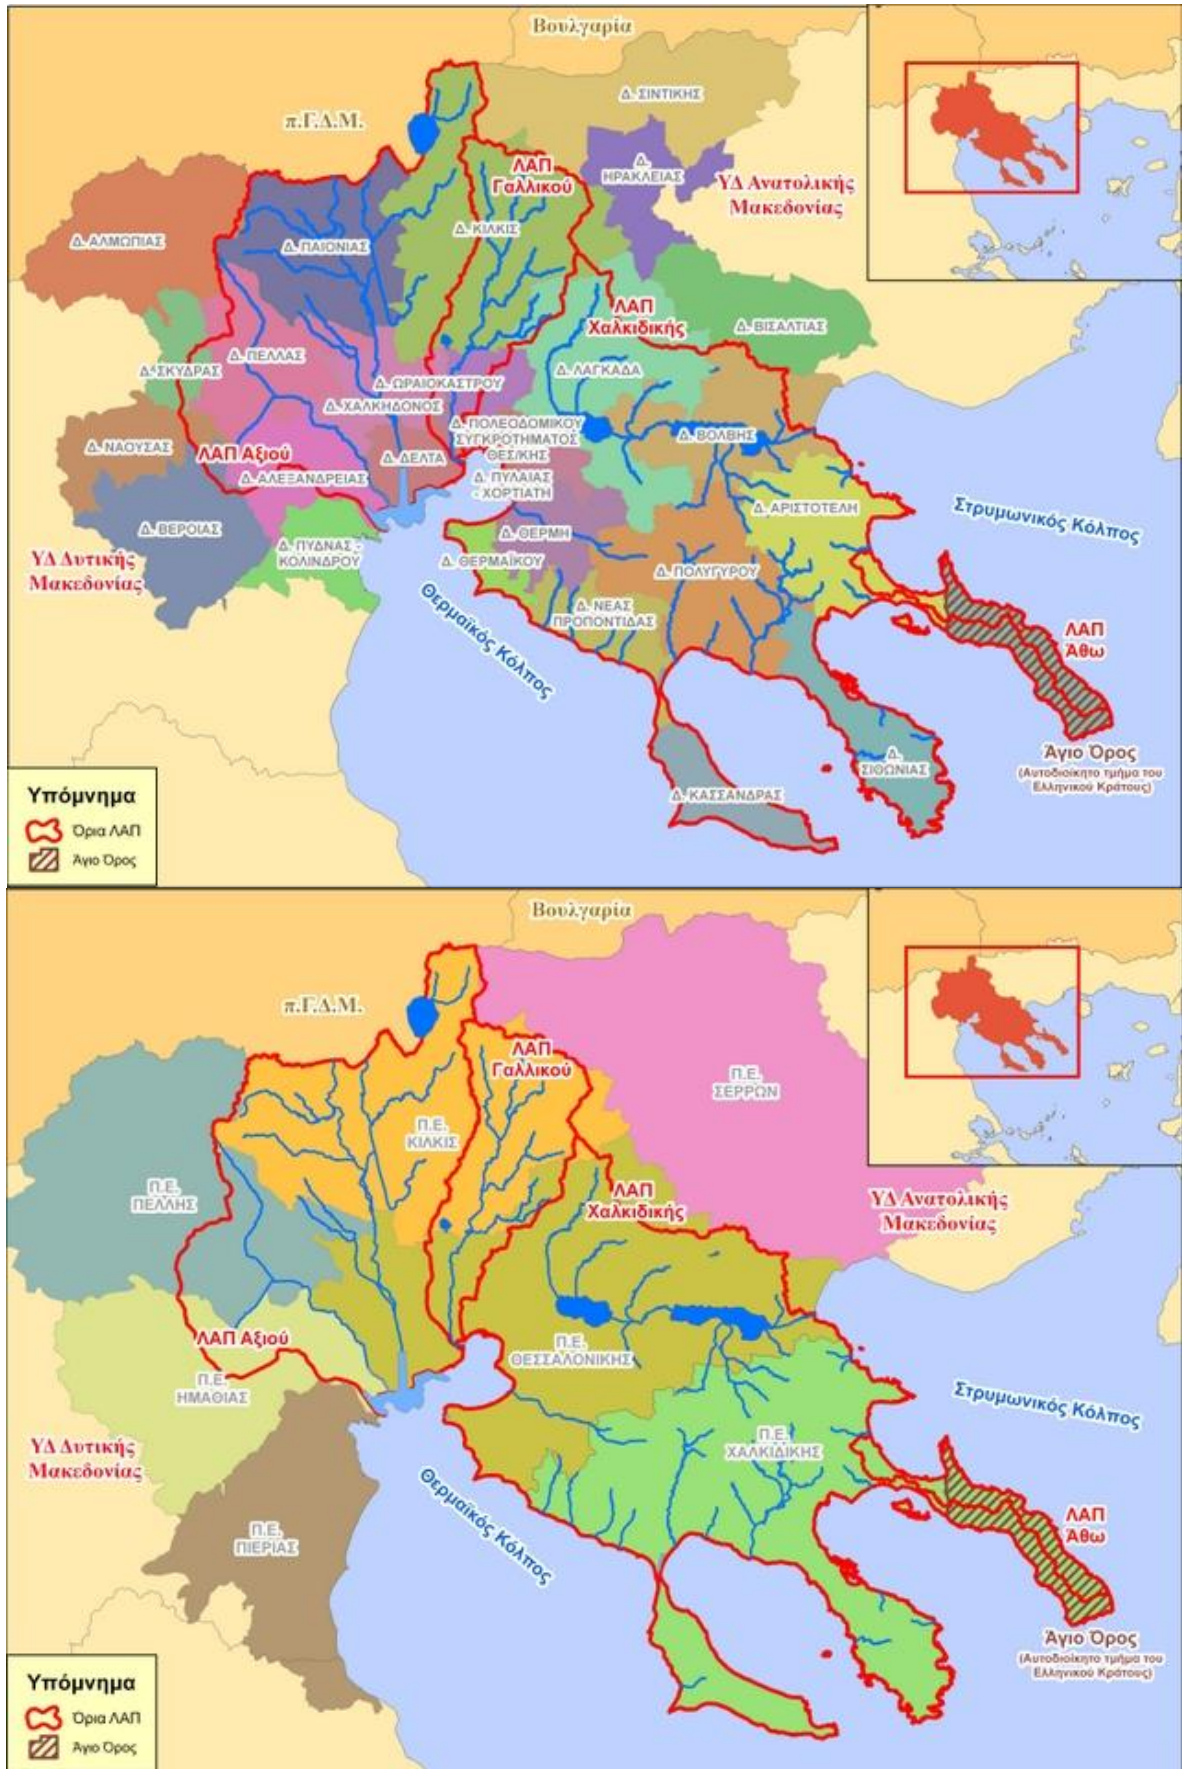 Βουλγαρία
π.Γ.Δ.Μ.
Δ. ΣΙΝΤΙΚΗΣ
Δ.
ΗΡΑΚΛΕΙΑΣ
ΛΑΠ
Γαλλικού
ΥΔ Ανατολικής
Μακεδονίας
Δ. ΑΛΜΩΠΙΑΣ
Δ. ΠΑΙΟΝΙΑΣ
Δ. ΚΙΛΚΙΣ
ΛΑΠ
Χαλκιδικής
Δ. ΒΙΣΑΛΤΙΑΣ
Δ. ΠΕΛΛΑΣ
Δ. ΣΚΥΔΡΑΣ
Δ. ΛΑΓΚΑΔΑ
Δ. ΩΡΑΙΟΚΑΣΤΡΟΥ
Δ. ΧΑΛΚΗΔΟΝΟΣ
Δ. ΠΟΛΕΟΔΟΜΙΚΟΥ
ΣΥΓΚΡΟΤΗΜΑΤΟΣ
ΘΕΣ/ΚΗΣ
Δ. ΒΟΛΒΗΣ
Δ. ΝΑΟΥΣΑΣ
ΛΑΠ Αξιού
Δ. ΔΕΛΤΑ
Δ. ΑΛΕΞΑΝΔΡΕΙΑΣ
Δ. ΠΥΛΑΙΑΣ
- ΧΟΡΤΙΑΤΗ
Δ. ΑΡΙΣΤΟΤΕΛΗ
Στρυμωνικός Κόλπος
Δ. ΒΕΡΟΙΑΣ
Δ. ΘΕΡΜΗ
Δ. ΠΥΔΝΑΣ -
ΚΟΛΙΝΔΡΟΥ
Δ. ΘΕΡΜΑΪΚΟΥ
ΥΔ Δυτικής
Μακεδονίας
Δ. ΠΟΛΥΓΥΡΟΥ
Δ. ΝΕΑΣ
ΠΡΟΠΟΝΤΙΔΑΣ
Θερμαϊκός Κόλπος
ΛΑΠ
Άθω
Άγιο Όρος
(Αυτοδιοίκητο τμήμα του
Ελληνικού Κράτους)
Δ.
ΣΙΘΩΝΙΑΣ
Δ. ΚΑΣΣΑΝΔΡΑΣ
Υπόμνημα
Όρια ΛΑΠ
Άγιο Όρος
Βουλγαρία
π.Γ.Δ.Μ.
ΛΑΠ
Γαλλικού
Π.Ε.
ΣΕΡΡΩΝ
Π.Ε.
ΚΙΛΚΙΣ
Π.Ε.
ΠΕΛΛΗΣ
ΛΑΠ
Χαλκιδικής
ΥΔ Ανατολικής
Μακεδονίας
ΛΑΠ Αξιού
Π.Ε.
ΘΕΣΣΑΛΟΝΙΚΗΣ
Π.Ε.
ΗΜΑΘΙΑΣ
Στρυμωνικός Κόλπος
ΥΔ Δυτικής
Μακεδονίας
Π.Ε.
ΧΑΛΚΙΔΙΚΗΣ
Θερμαϊκός Κόλπος
Π.Ε.
ΠΙΕΡΙΑΣ
ΛΑΠ
Άθω
Άγιο Όρος
(Αυτοδιοίκητο τμήμα του
Ελληνικού Κράτους)
Υπόμνημα
Όρια ΛΑΠ
Άγιο Όρος